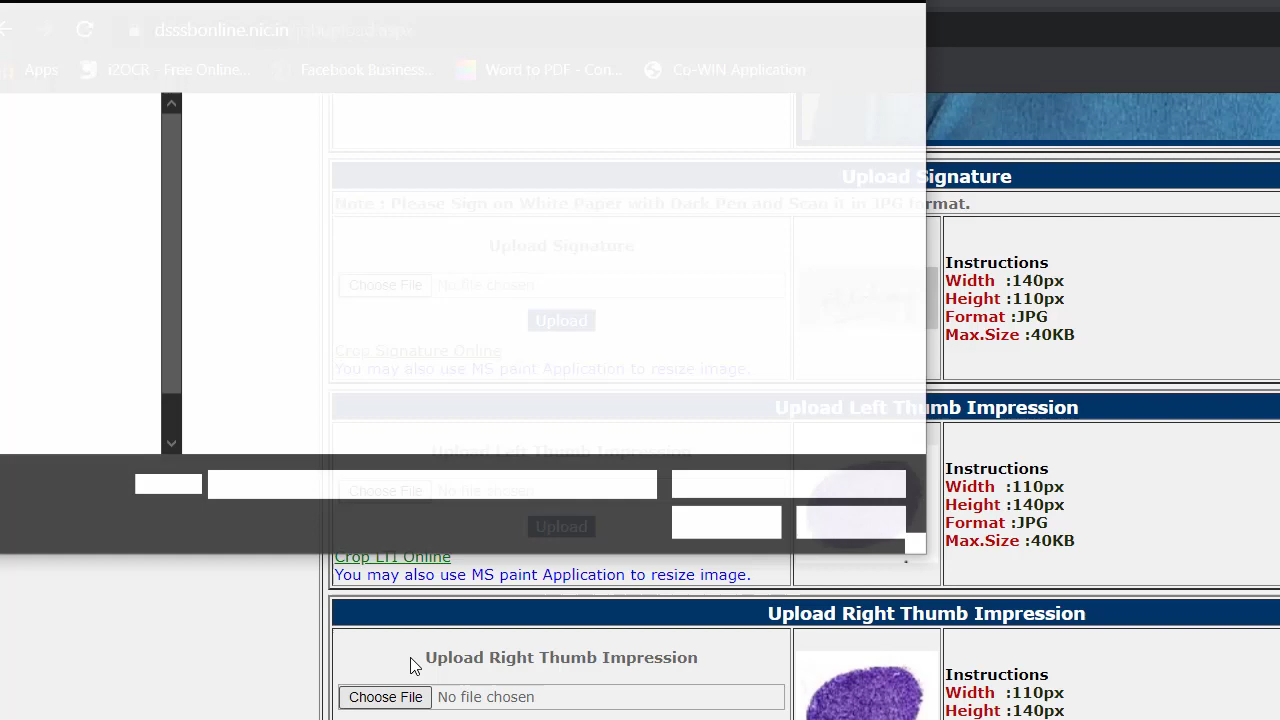 dsssbonline.nic.in
Apps i2OCR - Free Online... Facebook Business... Word to PDF - Con... Co-WIN Application
Upload Signature
Note : Please Sign on White Paper with Dark Pen and Scan it in JPG format.
Upload Signature
Choose File No file chosen
Upload
Crop Signature Online
You may also use MS paint Application to resize image.
Instructions
Width :140px
Height :110px
Format :JPG
Max.Size :40KB
Upload Left Thumb Impression
Upload Left Thumb Impression
Choose File No file chosen
Upload
Crop LTI Online
You may also use MS paint Application to resize image.
Instructions
Width :110px
Height :140px
Format :JPG
Max.Size :40KB
Upload Right Thumb Impression
Upload Right Thumb Impression
Choose File No file chosen
Instructions
Width :110px
Height :140px